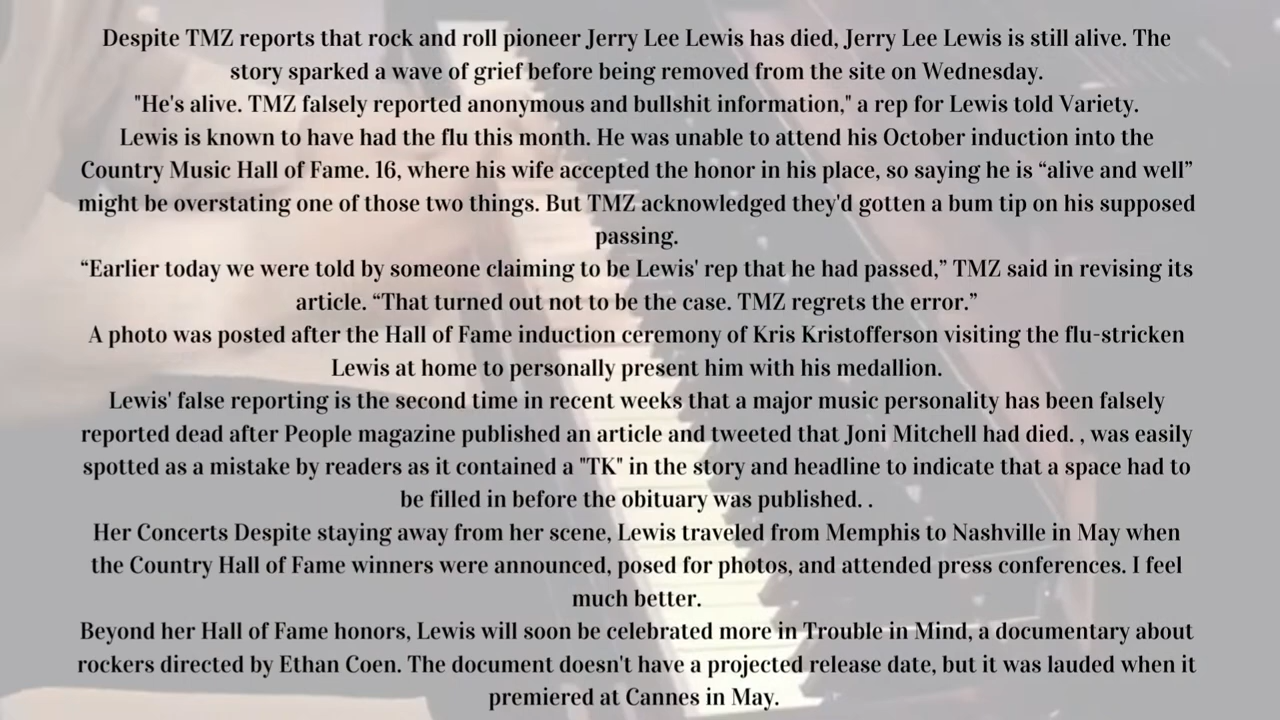 Despite TMZ reports that rock and roll pioneer Jerry Lee Lewis has died, Jerry Lee Lewis is still alive. The
story sparked a wave of grief before being removed from the site on Wednesday.
"He's alive. TMZ falsely reported anonymous and bullshit information," a rep for Lewis told Variety.
Lewis is known to have had the flu this month. He was unable to attend his October induction into the
Country Music Hall of Fame. 16, where his wife accepted the honor in his place, so saying he is “alive and well”
might be overstating one of those two things. But TMZ acknowledged they'd gotten a bum tip on his supposed
passing.
“Earlier today we were told by someone claiming to be Lewis' rep that he had passed,” TMZ said in revising its
article. “That turned out not to be the case. TMZ regrets the error.”
A photo was posted after the Hall of Fame induction ceremony of Kris Kristofferson visiting the flu-stricken
Lewis at home to personally present him with his medallion.
Lewis' false reporting is the second time in recent weeks that a major music personality has been falsely
reported dead after People magazine published an article and tweeted that Joni Mitchell had died. , was easily
spotted as a mistake by readers as it contained a "TK" in the story and headline to indicate that a space had to
be filled in before the obituary was published. .
Her Concerts Despite staying away from her scene, Lewis traveled from Memphis to Nashville in May when
the Country Hall of Fame winners were announced, posed for photos, and attended press conferences. I feel
much better.
Beyond her Hall of Fame honors, Lewis will soon be celebrated more in Trouble in Mind, a documentary about
rockers directed by Ethan Coen. The document doesn't have a projected release date, but it was lauded when it
premiered at Cannes in May.